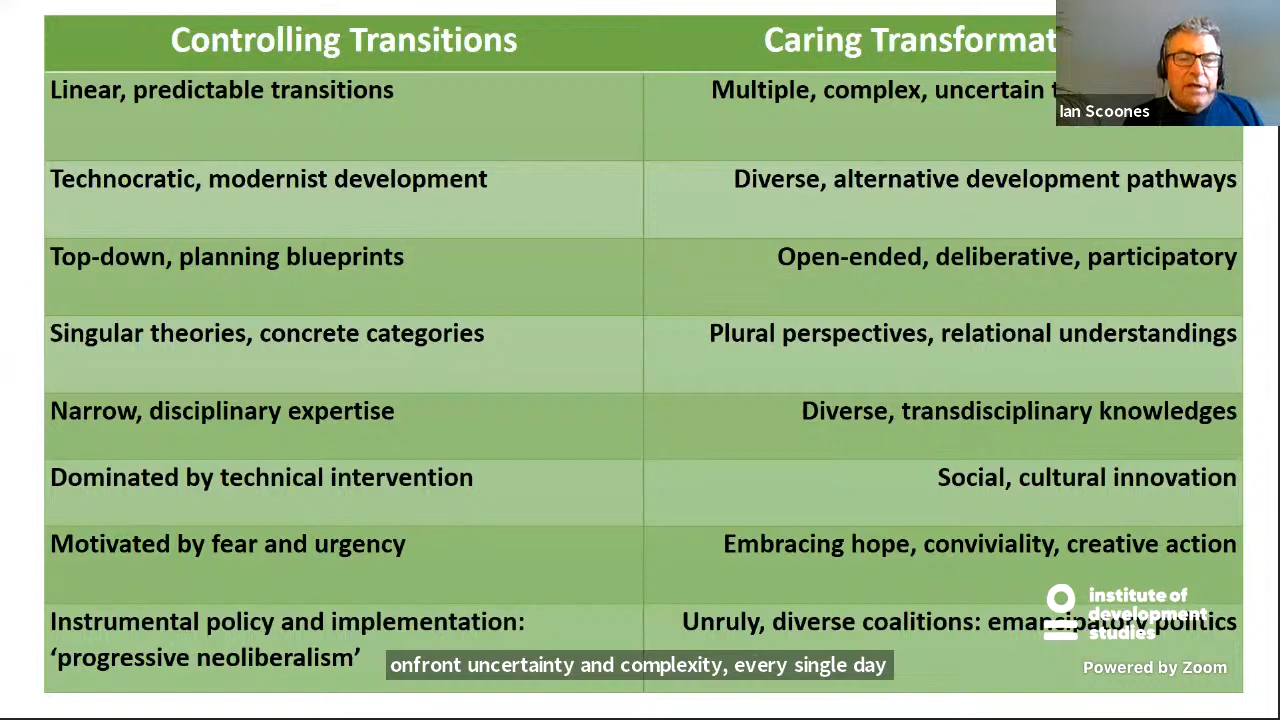 Controlling Transitions
Caring Transformat
Ian Scoones
Linear, predictable transitions
Multiple, complex, uncertain
Technocratic, modernist development
Diverse, alternative development pathways
Top-down, planning blueprints
Open-ended, deliberative, participatory
Singular theories, concrete categories
Plural perspectives, relational understandings
Narrow, disciplinary expertise
Diverse, transdisciplinary knowledges
Dominated by technical intervention
Social, cultural innovation
Motivated by fear and urgency
Embracing hope, conviviality, creative action
Instrumental policy and implementation:
‘progressive neoliberalism’
Unruly, diverse coalitions: emancipatory politics
institute of
development
studies
onfront uncertainty and complexity, every single day
Powered by Zoom